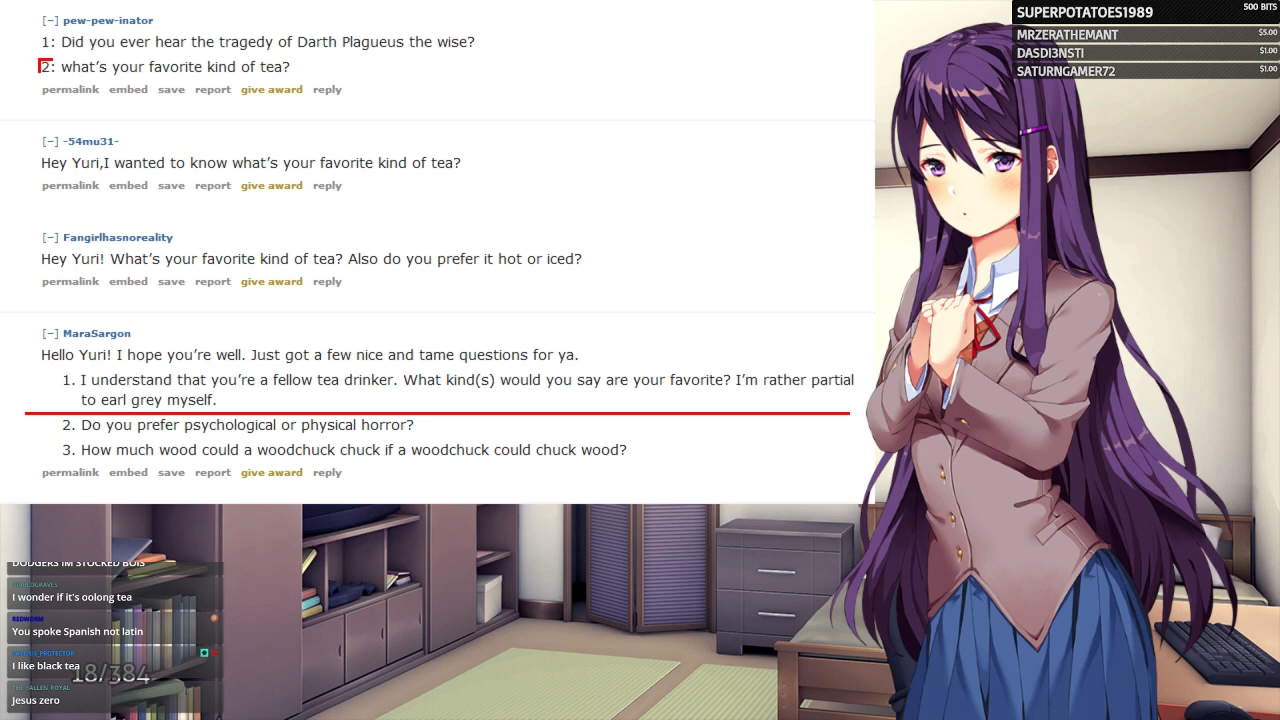 [−] pew-pew-inator
1: Did you ever hear the tragedy of Darth Plagueus the wise?
2: what's your favorite kind of tea?
permalink embed save report give award reply
[−] -54mu31-
Hey Yuri,I wanted to know what's your favorite kind of tea?
permalink embed save report give award reply
[−] Fangirlhasnoreality
Hey Yuri! What's your favorite kind of tea? Also do you prefer it hot or iced?
permalink embed save report give award reply
[−] MaraSargon
Hello Yuri! I hope you're well. Just got a few nice and tame questions for ya.
1. I understand that you're a fellow tea drinker. What kind(s) would you say are your favorite? I'm rather partial
to earl grey myself.
2. Do you prefer psychological or physical horror?
3. How much wood could a woodchuck chuck if a woodchuck could chuck wood?
permalink embed save report give award reply
SUPERPOTATOES1989 500 BITS
MRZERATHEMANT $5.00
DASDI3NSTI $1.00
SATURNGAMER72 $1.00
DODGERS IM STOCKED BOIS
I wonder if it's oolong tea
REDWORM
You spoke Spanish not latin
I like black tea
18/384
THE FALLEN ROYAL
Jesus zero